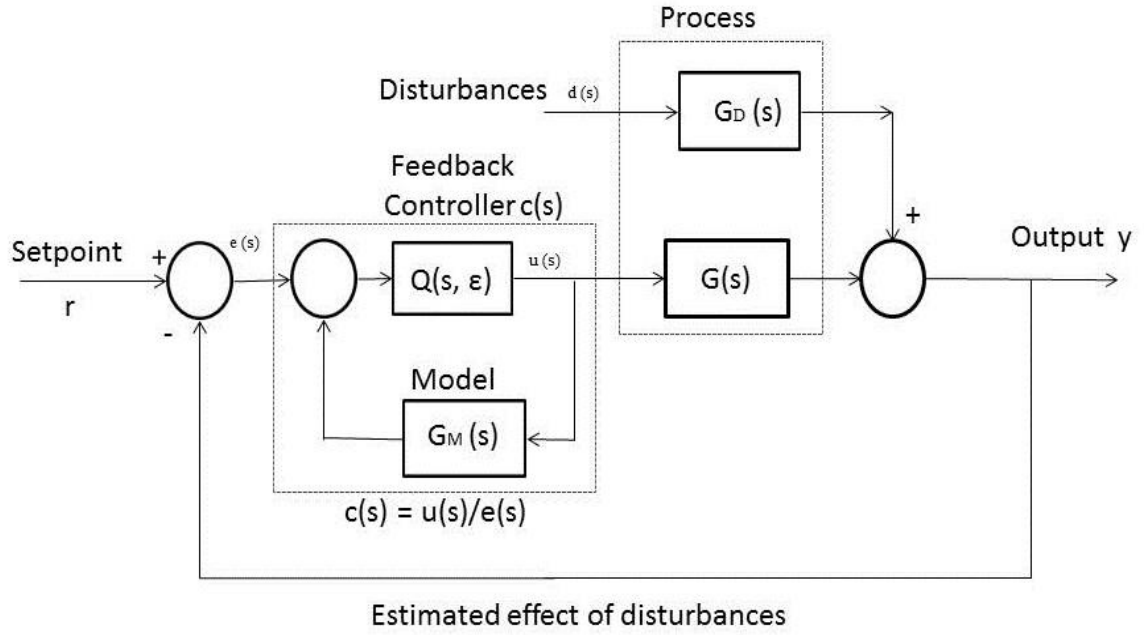 Process
Disturbances d (s)
GD (s)
Feedback
Controller c(s)
+
Setpoint
+
e (s)
Q(s, ε)
u (s)
G(s)
Output y
r
-
Model
GM (s)
c(s) = u(s)/e(s)
Estimated effect of disturbances